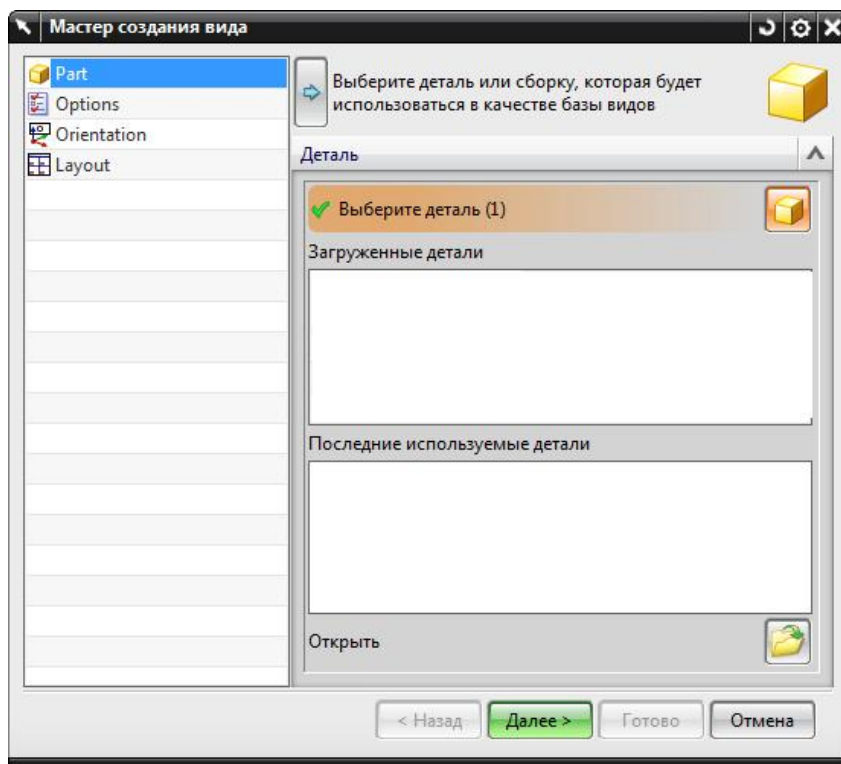 Мастер создания вида
Part
Options
Orientation
Layout
Выберите деталь или сборку, которая будет
использоваться в качестве базы видов
Деталь
Выберите деталь (1)
Загруженные детали
Последние используемые детали
Открыть
< Назад
Далее >
Готово
Отмена